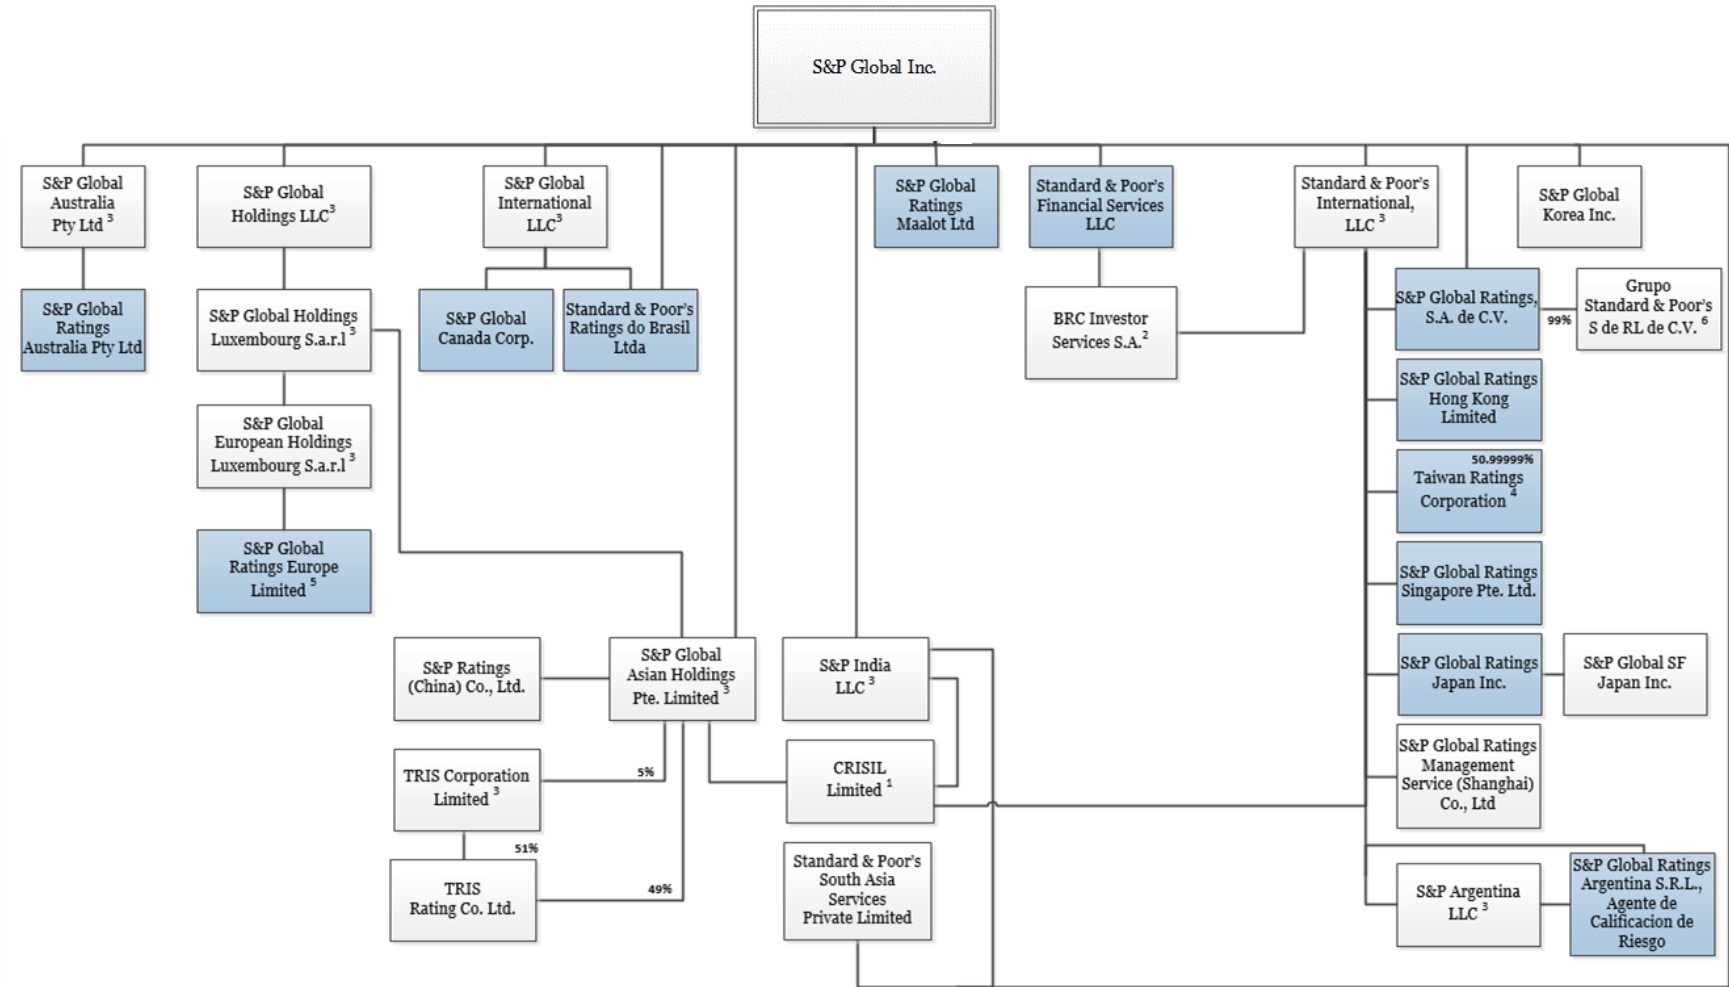 S&P Global Inc.
S&P Global
Australia
Pty Ltd 3
S&P Global
Holdings LLC3
S&P Global
International
LLC3
S&P Global
Ratings
Maalot Ltd
Standard & Poor's
Financial Services
LLC
Standard & Poor's
International,
LLC 3
S&P Global
Korea Inc.
S&P Global
Ratings
Australia Pty Ltd
S&P Global Holdings
Luxembourg S.a.r.l 3
S&P Global
Canada Corp.
Standard & Poor's
Ratings do Brasil
Ltda
BRC Investor
Services S.A.2
S&P Global Ratings,
S.A. de C.V.
99%
Grupo
Standard & Poor's
S de RL de C.V. 6
S&P Global Ratings
Hong Kong
Limited
S&P Global
European Holdings
Luxembourg S.a.r.l 3
50.99999%
Taiwan Ratings
Corporation 4
S&P Global
Ratings Europe
Limited 5
S&P Global Ratings
Singapore Pte. Ltd.
S&P Ratings
(China) Co., Ltd.
S&P Global
Asian Holdings
Pte. Limited 3
S&P India
LLC 3
S&P Global Ratings
Japan Inc.
S&P Global SF
Japan Inc.
TRIS Corporation
Limited 3
5%
CRISIL
Limited 1
S&P Global Ratings
Management
Service (Shanghai)
Co., Ltd
51%
TRIS
Rating Co. Ltd.
49%
Standard & Poor's
South Asia
Services
Private Limited
S&P Argentina
LLC 3
S&P Global Ratings
Argentina S.R.L.,
Agente de
Calificacion de
Riesgo